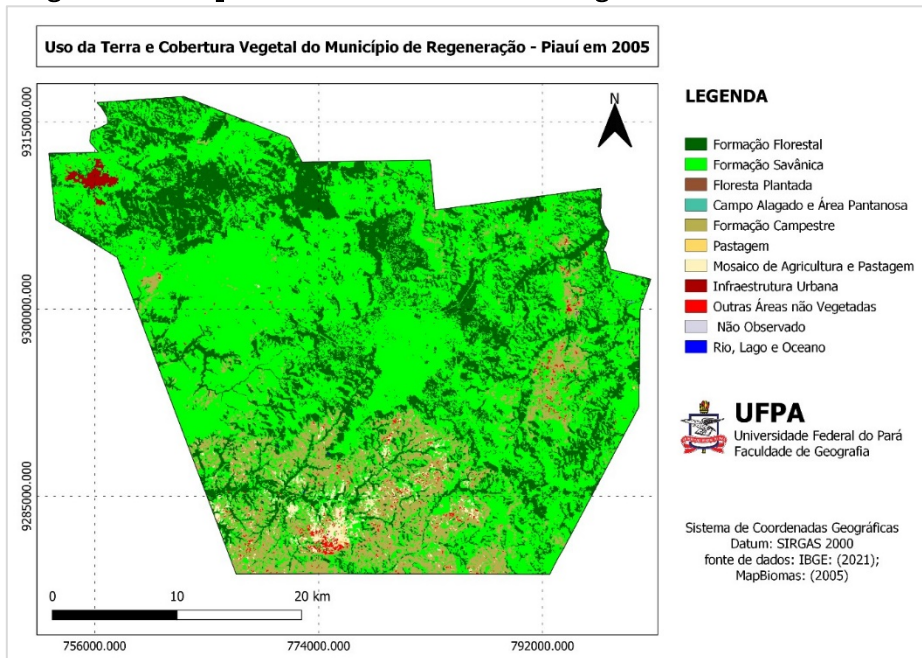 Uso da Terra e Cobertura Vegetal do Município de Regeneração - Piauí em 2005
9315000.000
9300000.000
9285000.000
N
0 10 20 km
756000.000 774000.000 792000.000
LEGENDA
Formação Florestal
Formação Savânica
Floresta Plantada
Campo Alagado e Área Pantanosa
Formação Campestre
Pastagem
Mosaico de Agricultura e Pastagem
Infraestrutura Urbana
Outras Áreas não Vegetadas
Não Observado
Rio, Lago e Oceano
UFPA
Universidade Federal do Pará
Faculdade de Geografia
Sistema de Coordenadas Geográficas
Datum: SIRGAS 2000
fonte de dados: IBGE: (2021);
MapBiomas: (2005)